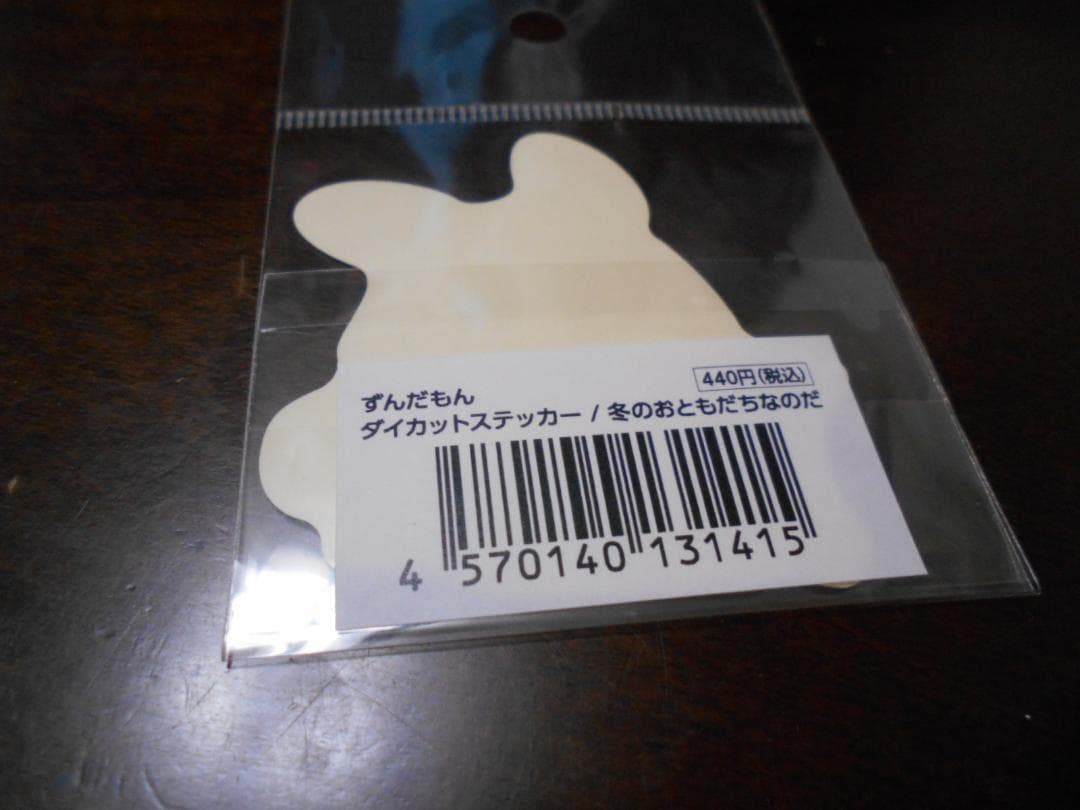 440円(税込)
ずんだもん
ダイカットステッカー / 冬のおともだちなのだ
4 570140 131415